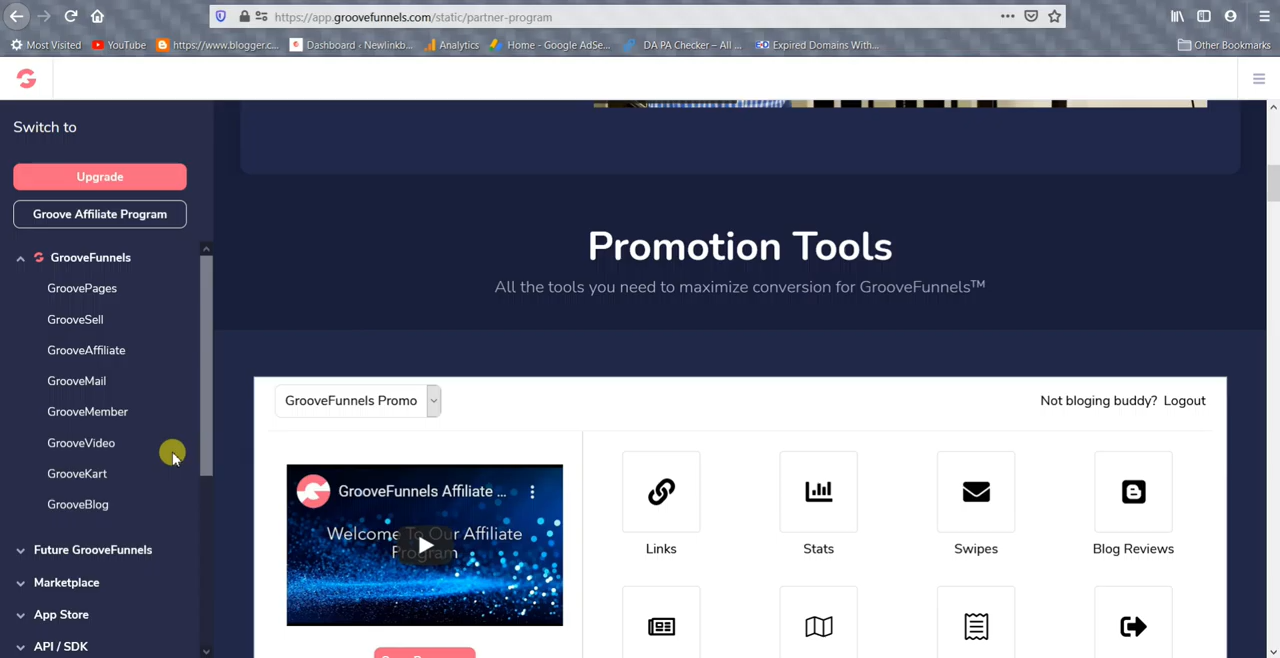 https://app.groovefunnels.com/static/partner-program
Most Visited
YouTube
https://www.blogger.c...
Dashboard ‹ Newlinkb...
Analytics
Home - Google AdSe...
DA PA Checker – All ...
Expired Domains With...
Other Bookmarks
Switch to
Upgrade
Groove Affiliate Program
GrooveFunnels
GroovePages
GrooveSell
GrooveAffiliate
GrooveMail
GrooveMember
GrooveVideo
GrooveKart
GrooveBlog
Future GrooveFunnels
Marketplace
App Store
API / SDK
Promotion Tools
All the tools you need to maximize conversion for GrooveFunnels™
GrooveFunnels Promo
Not bloging buddy? Logout
GrooveFunnels Affiliate ...
Welcome To Our Affiliate
Program
Links
Stats
Swipes
Blog Reviews